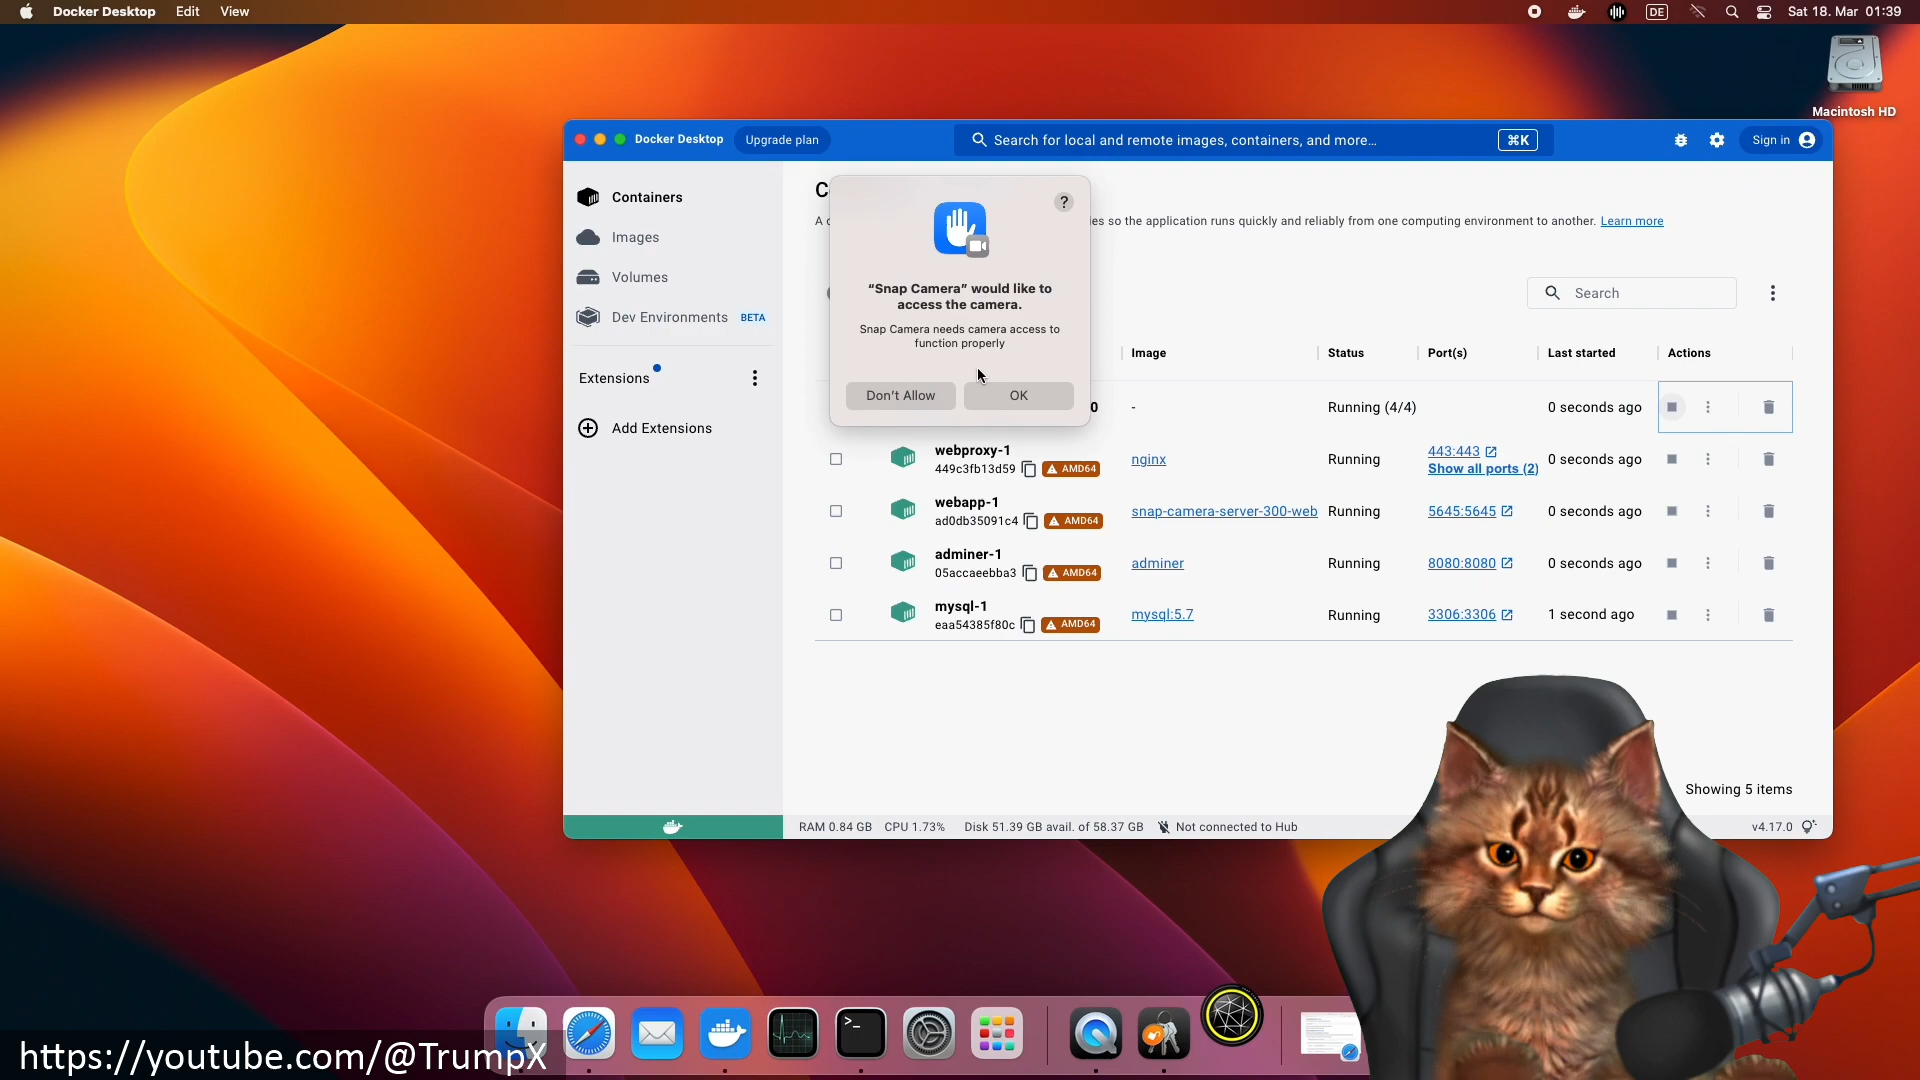 Docker Desktop Edit View
DE Sat 18. Mar 01:39
Macintosh HD
Docker Desktop Upgrade plan Search for local and remote images, containers, and more... ⌘K Sign in
Containers
Images
Volumes
Dev Environments BETA
Extensions
Add Extensions
C
A c
es so the application runs quickly and reliably from one computing environment to another. Learn more
?
“Snap Camera” would like to
access the camera.
Snap Camera needs camera access to
function properly
Don't Allow OK
Search
Image Status Port(s) Last started Actions
0 - Running (4/4) 0 seconds ago
webproxy-1
449c3fb13d59 AMD64
nginx Running 443:443
Show all ports (2)
0 seconds ago
webapp-1
ad0db35091c4 AMD64
snap-camera-server-300-web Running 5645:5645 0 seconds ago
adminer-1
05accaeebba3 AMD64
adminer Running 8080:8080 0 seconds ago
mysql-1
eaa54385f80c AMD64
mysql:5.7 Running 3306:3306 1 second ago
Showing 5 items
RAM 0.84 GB CPU 1.73% Disk 51.39 GB avail. of 58.37 GB Not connected to Hub
v4.17.0
https://youtube.com/@TrumpX